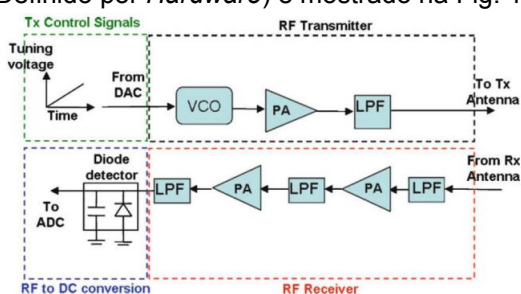 Definido por Hardware) é mostrado na Fig. 1
Tx Control Signals
RF Transmitter
Tuning
voltage
Time
From
DAC
VCO
PA
LPF
To Tx
Antenna
Diode
detector
To
ADC
LPF
PA
LPF
PA
LPF
From Rx
Antenna
RF to DC conversion
RF Receiver